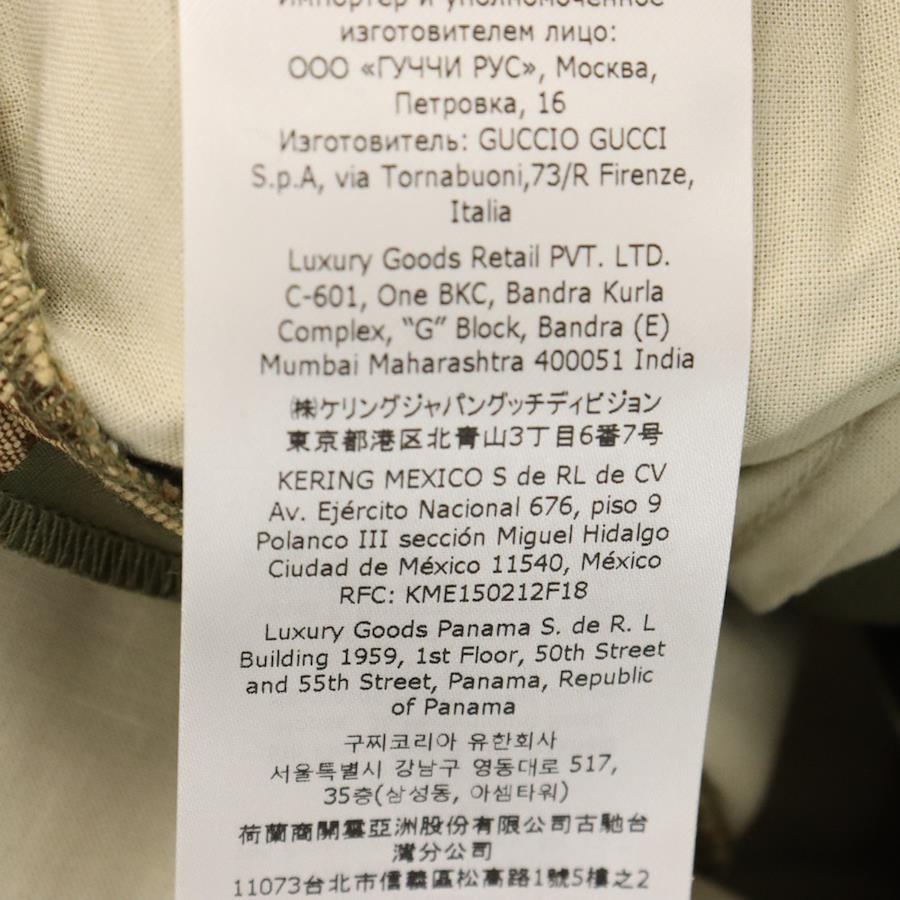 Импортер и уполномоченное
изготовителем лицо:
ООО «ГУЧЧИ РУС», Москва,
Петровка, 16
Изготовитель: GUCCIO GUCCI
S.p.A, via Tornabuoni,73/R Firenze,
Italia
Luxury Goods Retail PVT. LTD.
C-601, One BKC, Bandra Kurla
Complex, “G” Block, Bandra (E)
Mumbai Maharashtra 400051 India
㈱ケリングジャパングッチディビジョン
東京都港区北青山3丁目6番7号
KERING MEXICO S de RL de CV
Av. Ejército Nacional 676, piso 9
Polanco III sección Miguel Hidalgo
Ciudad de México 11540, México
RFC: KME150212F18
Luxury Goods Panama S. de R. L
Building 1959, 1st Floor, 50th Street
and 55th Street, Panama, Republic
of Panama
구찌코리아 유한회사
서울특별시 강남구 영동대로 517,
35층(삼성동, 아셈타워)
荷蘭商開雲亞洲股份有限公司古馳台
灣分公司
11073台北市信義區松高路1號5樓之2